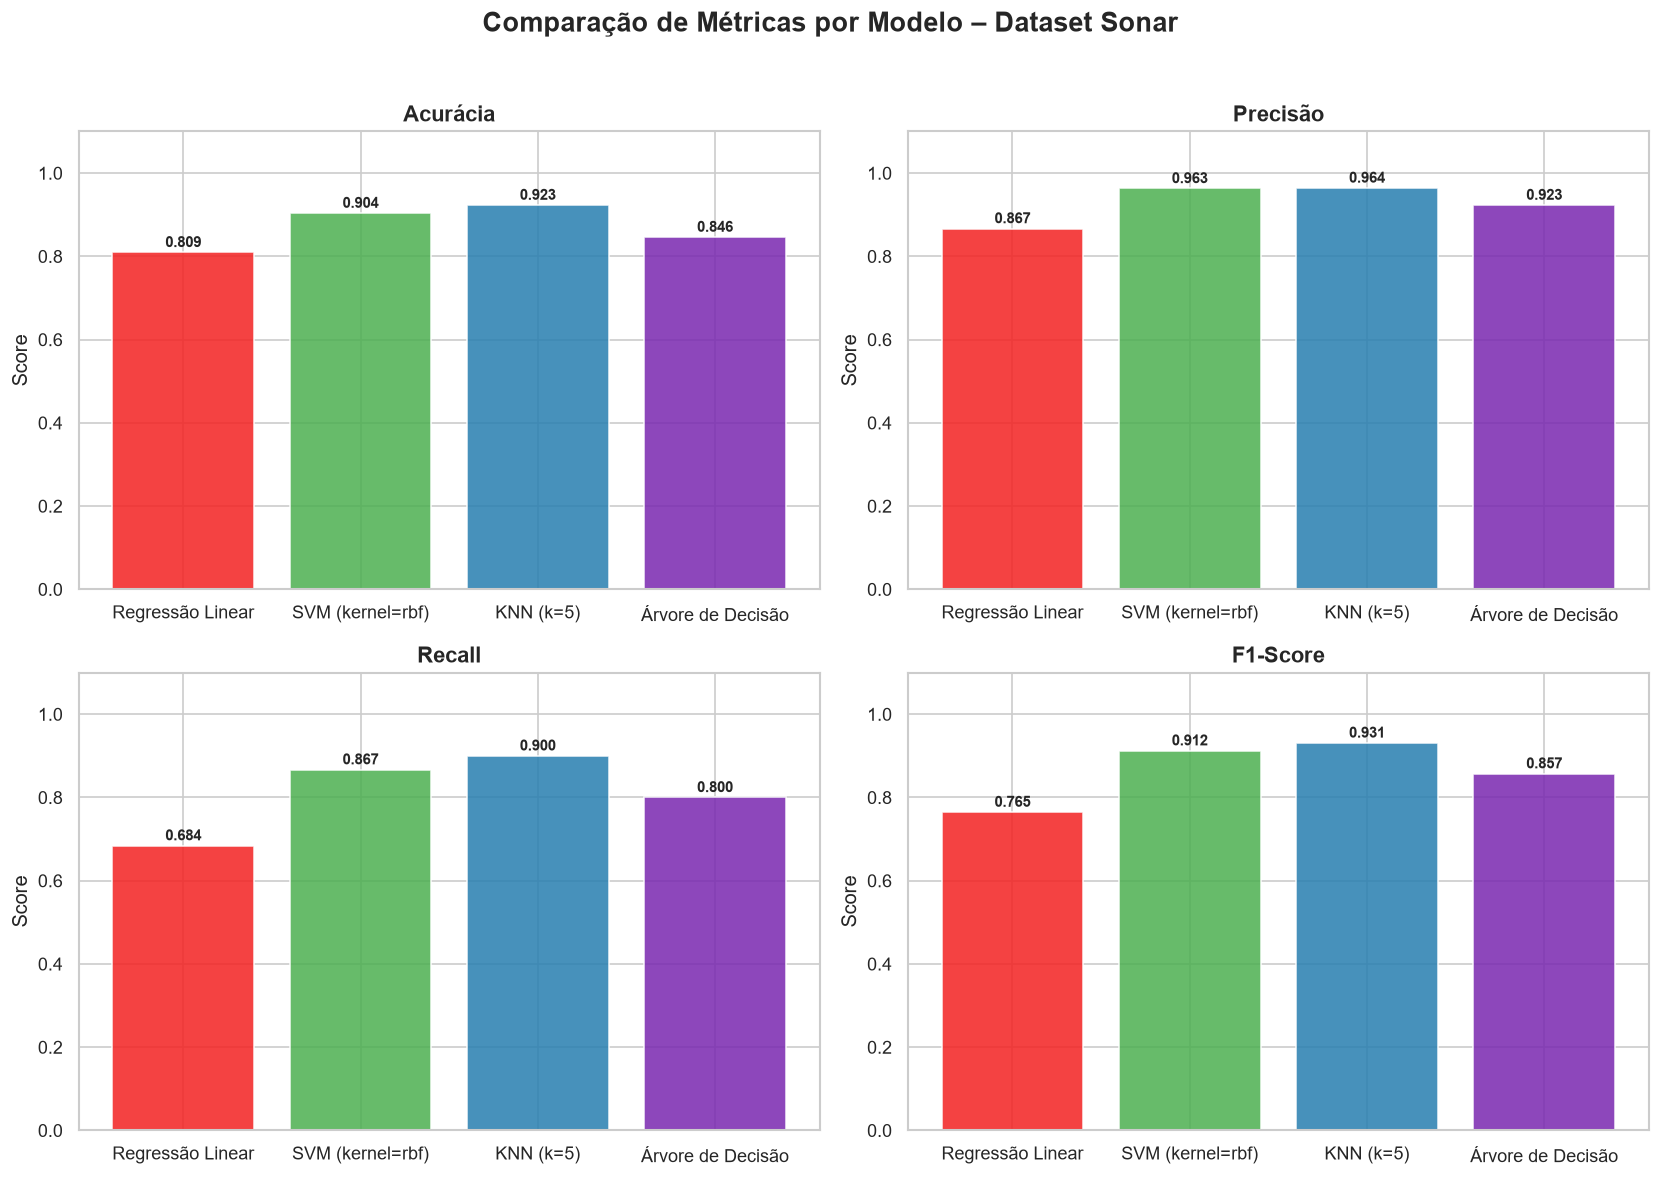 Comparação de Métricas por Modelo – Dataset Sonar
Acurácia
Score
1.0
0.8
0.6
0.4
0.2
0.0
0.809
0.904
0.923
0.846
Regressão Linear
SVM (kernel=rbf)
KNN (k=5)
Árvore de Decisão
Precisão
Score
1.0
0.8
0.6
0.4
0.2
0.0
0.867
0.963
0.964
0.923
Regressão Linear
SVM (kernel=rbf)
KNN (k=5)
Árvore de Decisão
Recall
Score
1.0
0.8
0.6
0.4
0.2
0.0
0.684
0.867
0.900
0.800
Regressão Linear
SVM (kernel=rbf)
KNN (k=5)
Árvore de Decisão
F1-Score
Score
1.0
0.8
0.6
0.4
0.2
0.0
0.765
0.912
0.931
0.857
Regressão Linear
SVM (kernel=rbf)
KNN (k=5)
Árvore de Decisão